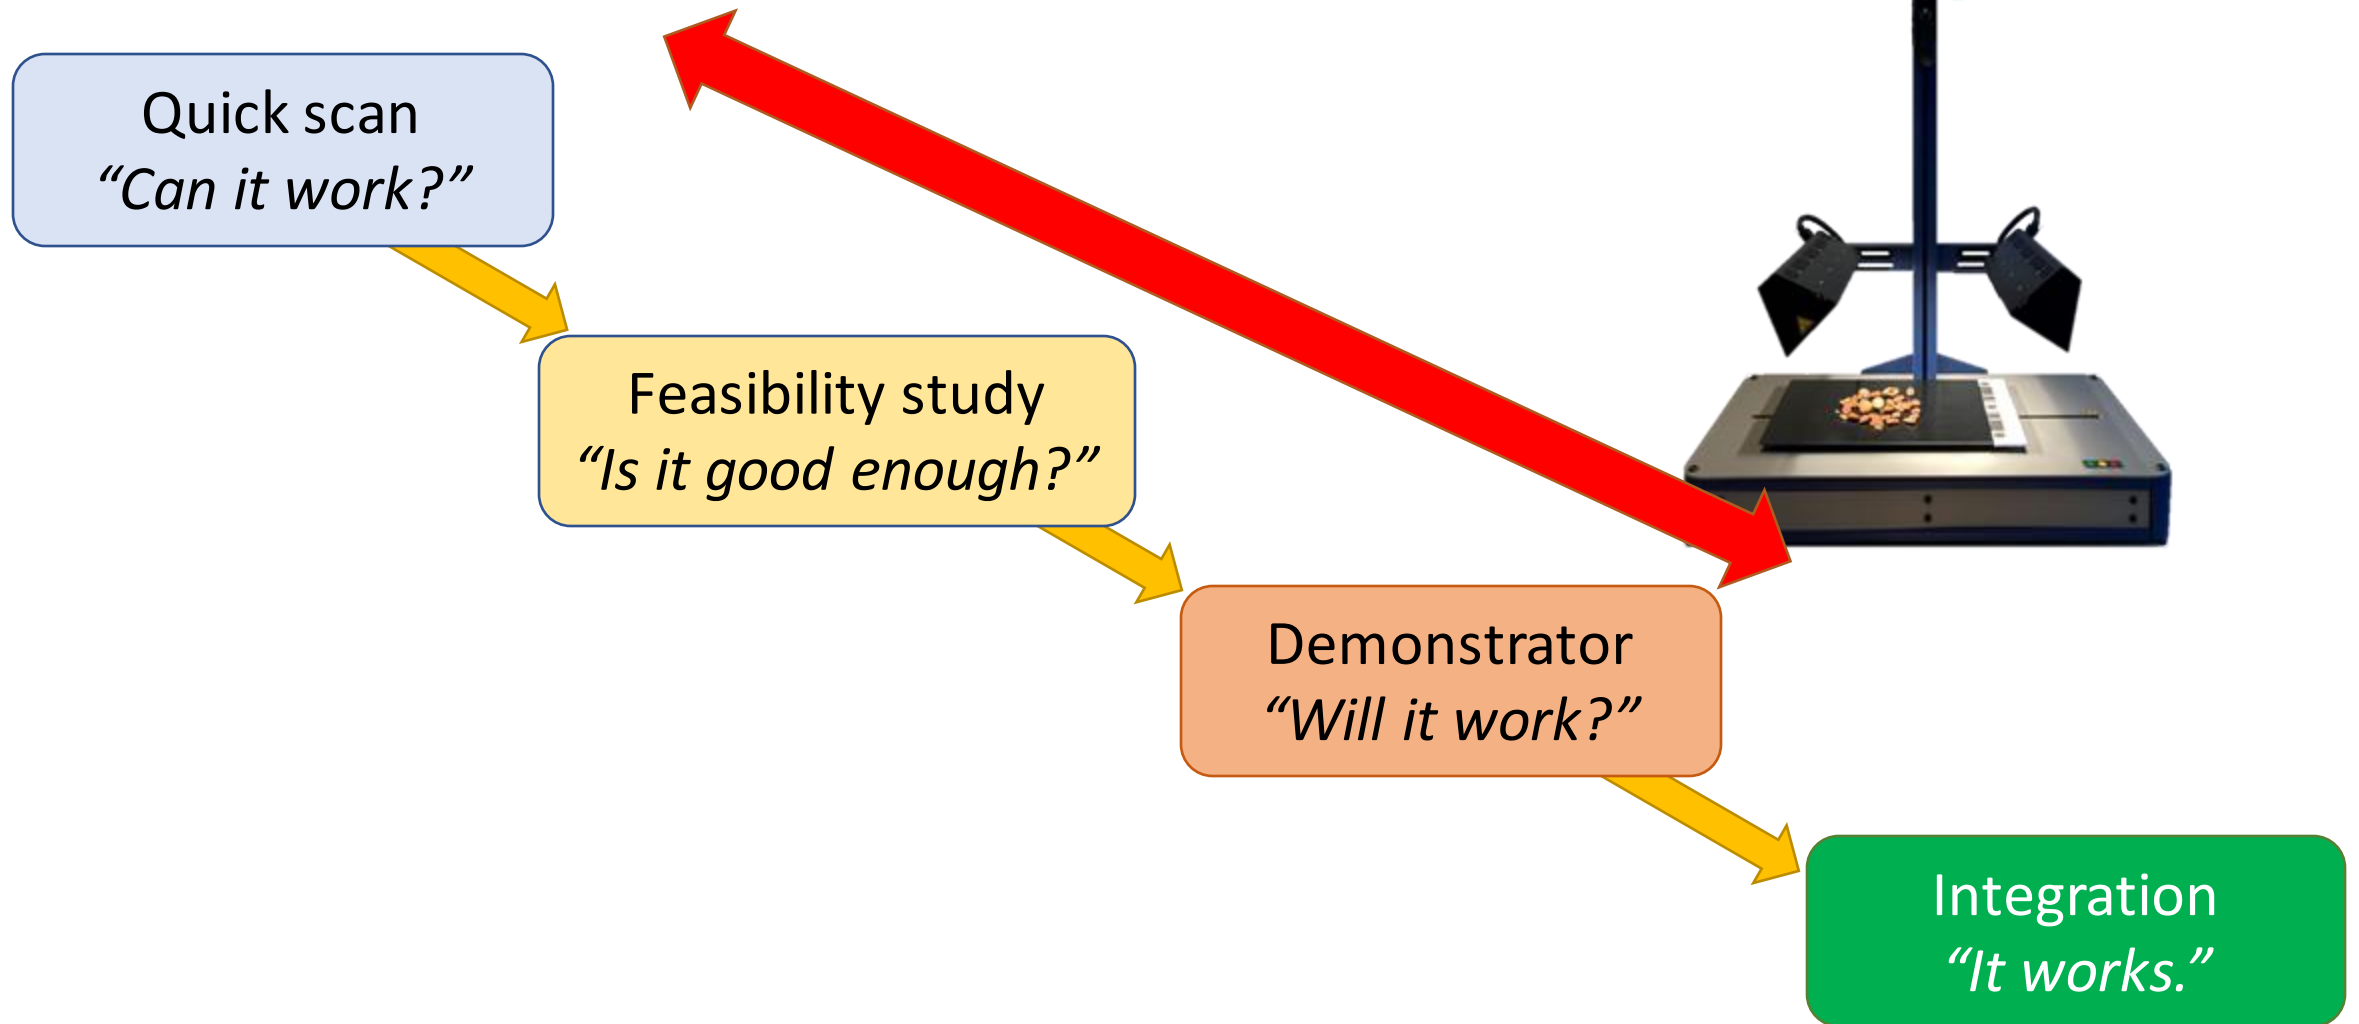 Quick scan
“Can it work?”
Feasibility study
“Is it good enough?”
Demonstrator
“Will it work?”
Integration
“It works.”